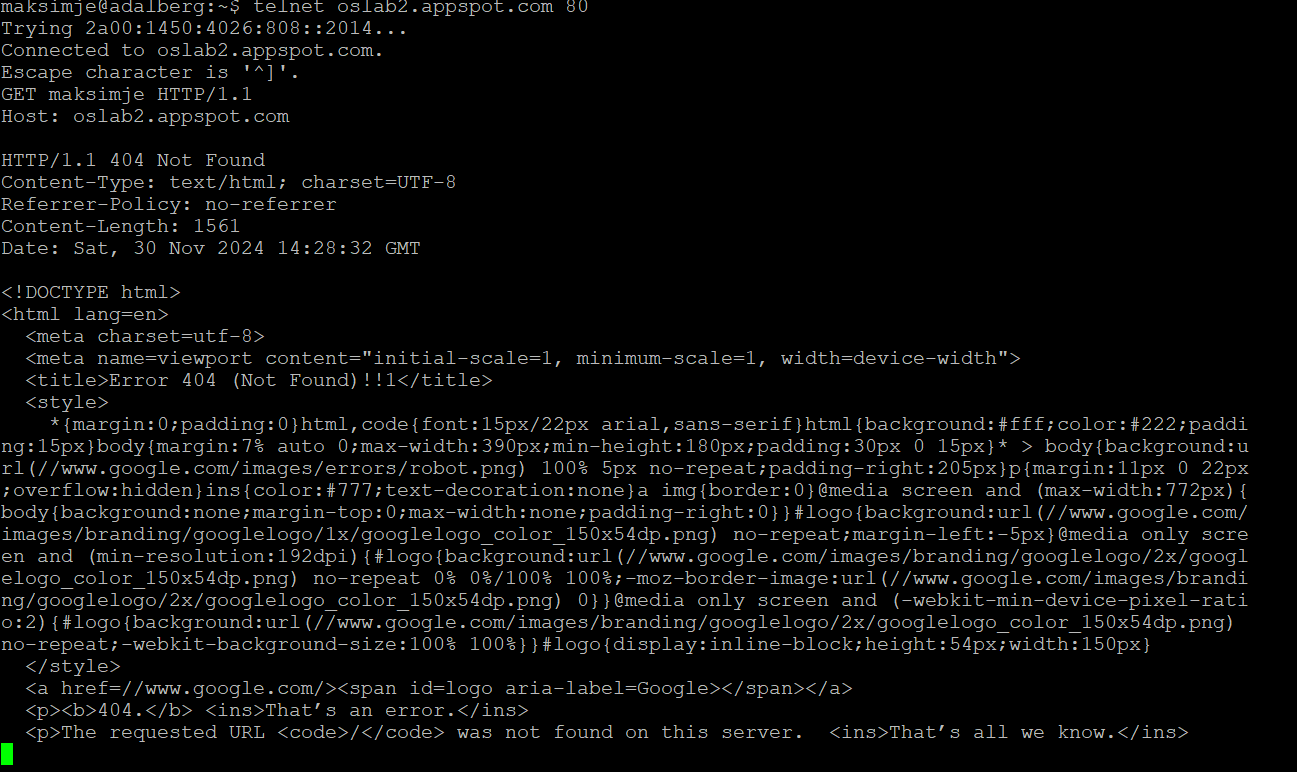 maksimje@adalberg:~$ telnet oslab2.appspot.com 80
Trying 2a00:1450:4026:808::2014...
Connected to oslab2.appspot.com.
Escape character is '^]'.
GET maksimje HTTP/1.1
Host: oslab2.appspot.com

HTTP/1.1 404 Not Found
Content-Type: text/html; charset=UTF-8
Referrer-Policy: no-referrer
Content-Length: 1561
Date: Sat, 30 Nov 2024 14:28:32 GMT

<!DOCTYPE html>
<html lang=en>
  <meta charset=utf-8>
  <meta name=viewport content="initial-scale=1, minimum-scale=1, width=device-width">
  <title>Error 404 (Not Found)!!1</title>
  <style>
    *{margin:0;padding:0}html,code{font:15px/22px arial,sans-serif}html{background:#fff;color:#222;paddi
ng:15px}body{margin:7% auto 0;max-width:390px;min-height:180px;padding:30px 0 15px}* > body{background:u
rl(//www.google.com/images/errors/robot.png) 100% 5px no-repeat;padding-right:205px}p{margin:11px 0 22px
;overflow:hidden}ins{color:#777;text-decoration:none}a img{border:0}@media screen and (max-width:772px){
body{background:none;margin-top:0;max-width:none;padding-right:0}}#logo{background:url(//www.google.com/
images/branding/googlelogo/1x/googlelogo_color_150x54dp.png) no-repeat;margin-left:-5px}@media only scre
en and (min-resolution:192dpi){#logo{background:url(//www.google.com/images/branding/googlelogo/2x/googl
elogo_color_150x54dp.png) no-repeat 0% 0%/100% 100%;-moz-border-image:url(//www.google.com/images/brandi
ng/googlelogo/2x/googlelogo_color_150x54dp.png) 0}}@media only screen and (-webkit-min-device-pixel-rati
o:2){#logo{background:url(//www.google.com/images/branding/googlelogo/2x/googlelogo_color_150x54dp.png)
no-repeat;-webkit-background-size:100% 100%}}#logo{display:inline-block;height:54px;width:150px}
  </style>
  <a href=//www.google.com/><span id=logo aria-label=Google></span></a>
  <p><b>404.</b> <ins>That’s an error.</ins>
  <p>The requested URL <code>/</code> was not found on this server.  <ins>That’s all we know.</ins>